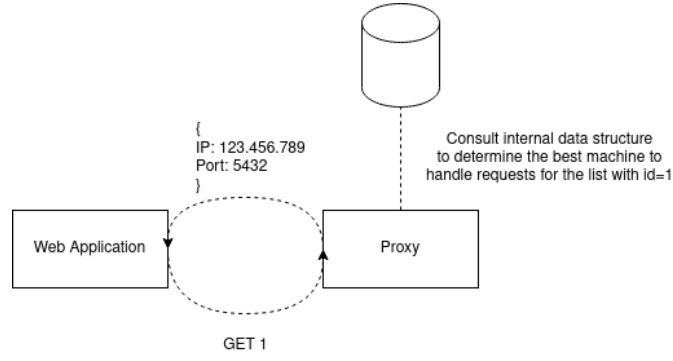 {
IP: 123.456.789
Port: 5432
}
Consult internal data structure
to determine the best machine to
handle requests for the list with id=1
Web Application
Proxy
GET 1